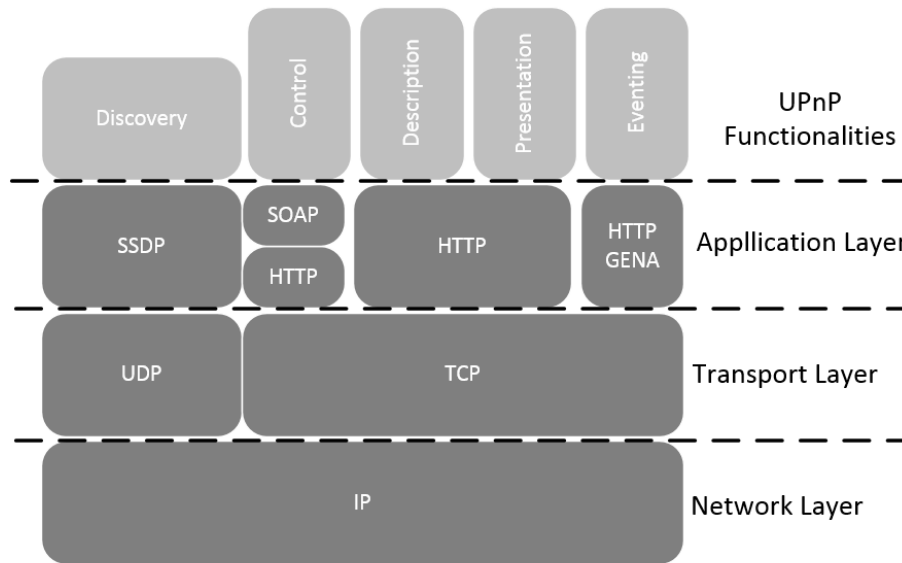 Discovery
Control
Description
Presentation
Eventing
UPnP
Functionalities
SSDP
SOAP
HTTP
HTTP
HTTP
GENA
Appllication Layer
UDP
TCP
Transport Layer
IP
Network Layer